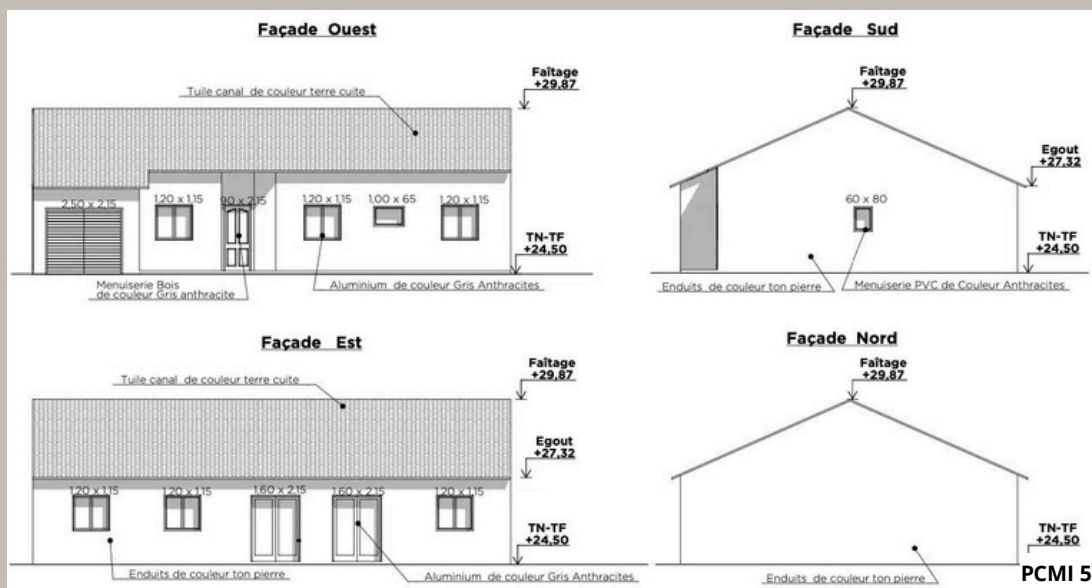 Façade Ouest
Faîtage
+29,87
Tuile canal de couleur terre cuite
1,20 x 1,15
90 x 2,15
1,20 x 1,15
1,00 x 65
1,20 x 1,15
2,50 x 2,15
TN-TF
+24,50
Menuiserie Bois
de couleur Gris anthracite
Aluminium de couleur Gris Anthracites
Façade Sud
Faîtage
+29,87
Egout
+27,32
60 x 80
TN-TF
+24,50
Enduits de couleur ton pierre
Menuiserie PVC de Couleur Anthracites
Façade Est
Faîtage
+29,87
Tuile canal de couleur terre cuite
Egout
+27,32
1,20 x 1,15
1,20 x 1,15
1,60 x 2,15
1,60 x 2,15
1,20 x 1,15
TN-TF
+24,50
Enduits de couleur ton pierre
Aluminium de couleur Gris Anthracites
Façade Nord
Faîtage
+29,87
TN-TF
+24,50
Enduits de couleur ton pierre
PCMI 5